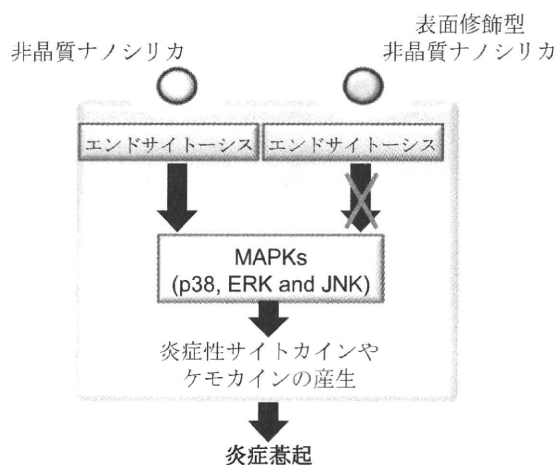 表面修飾型
非晶質ナノシリカ
非晶質ナノシリカ
エンドサイトーシス
エンドサイトーシス
MAPKs
(p38, ERK and JNK)
炎症性サイトカインや
ケモカインの産生
炎症惹起